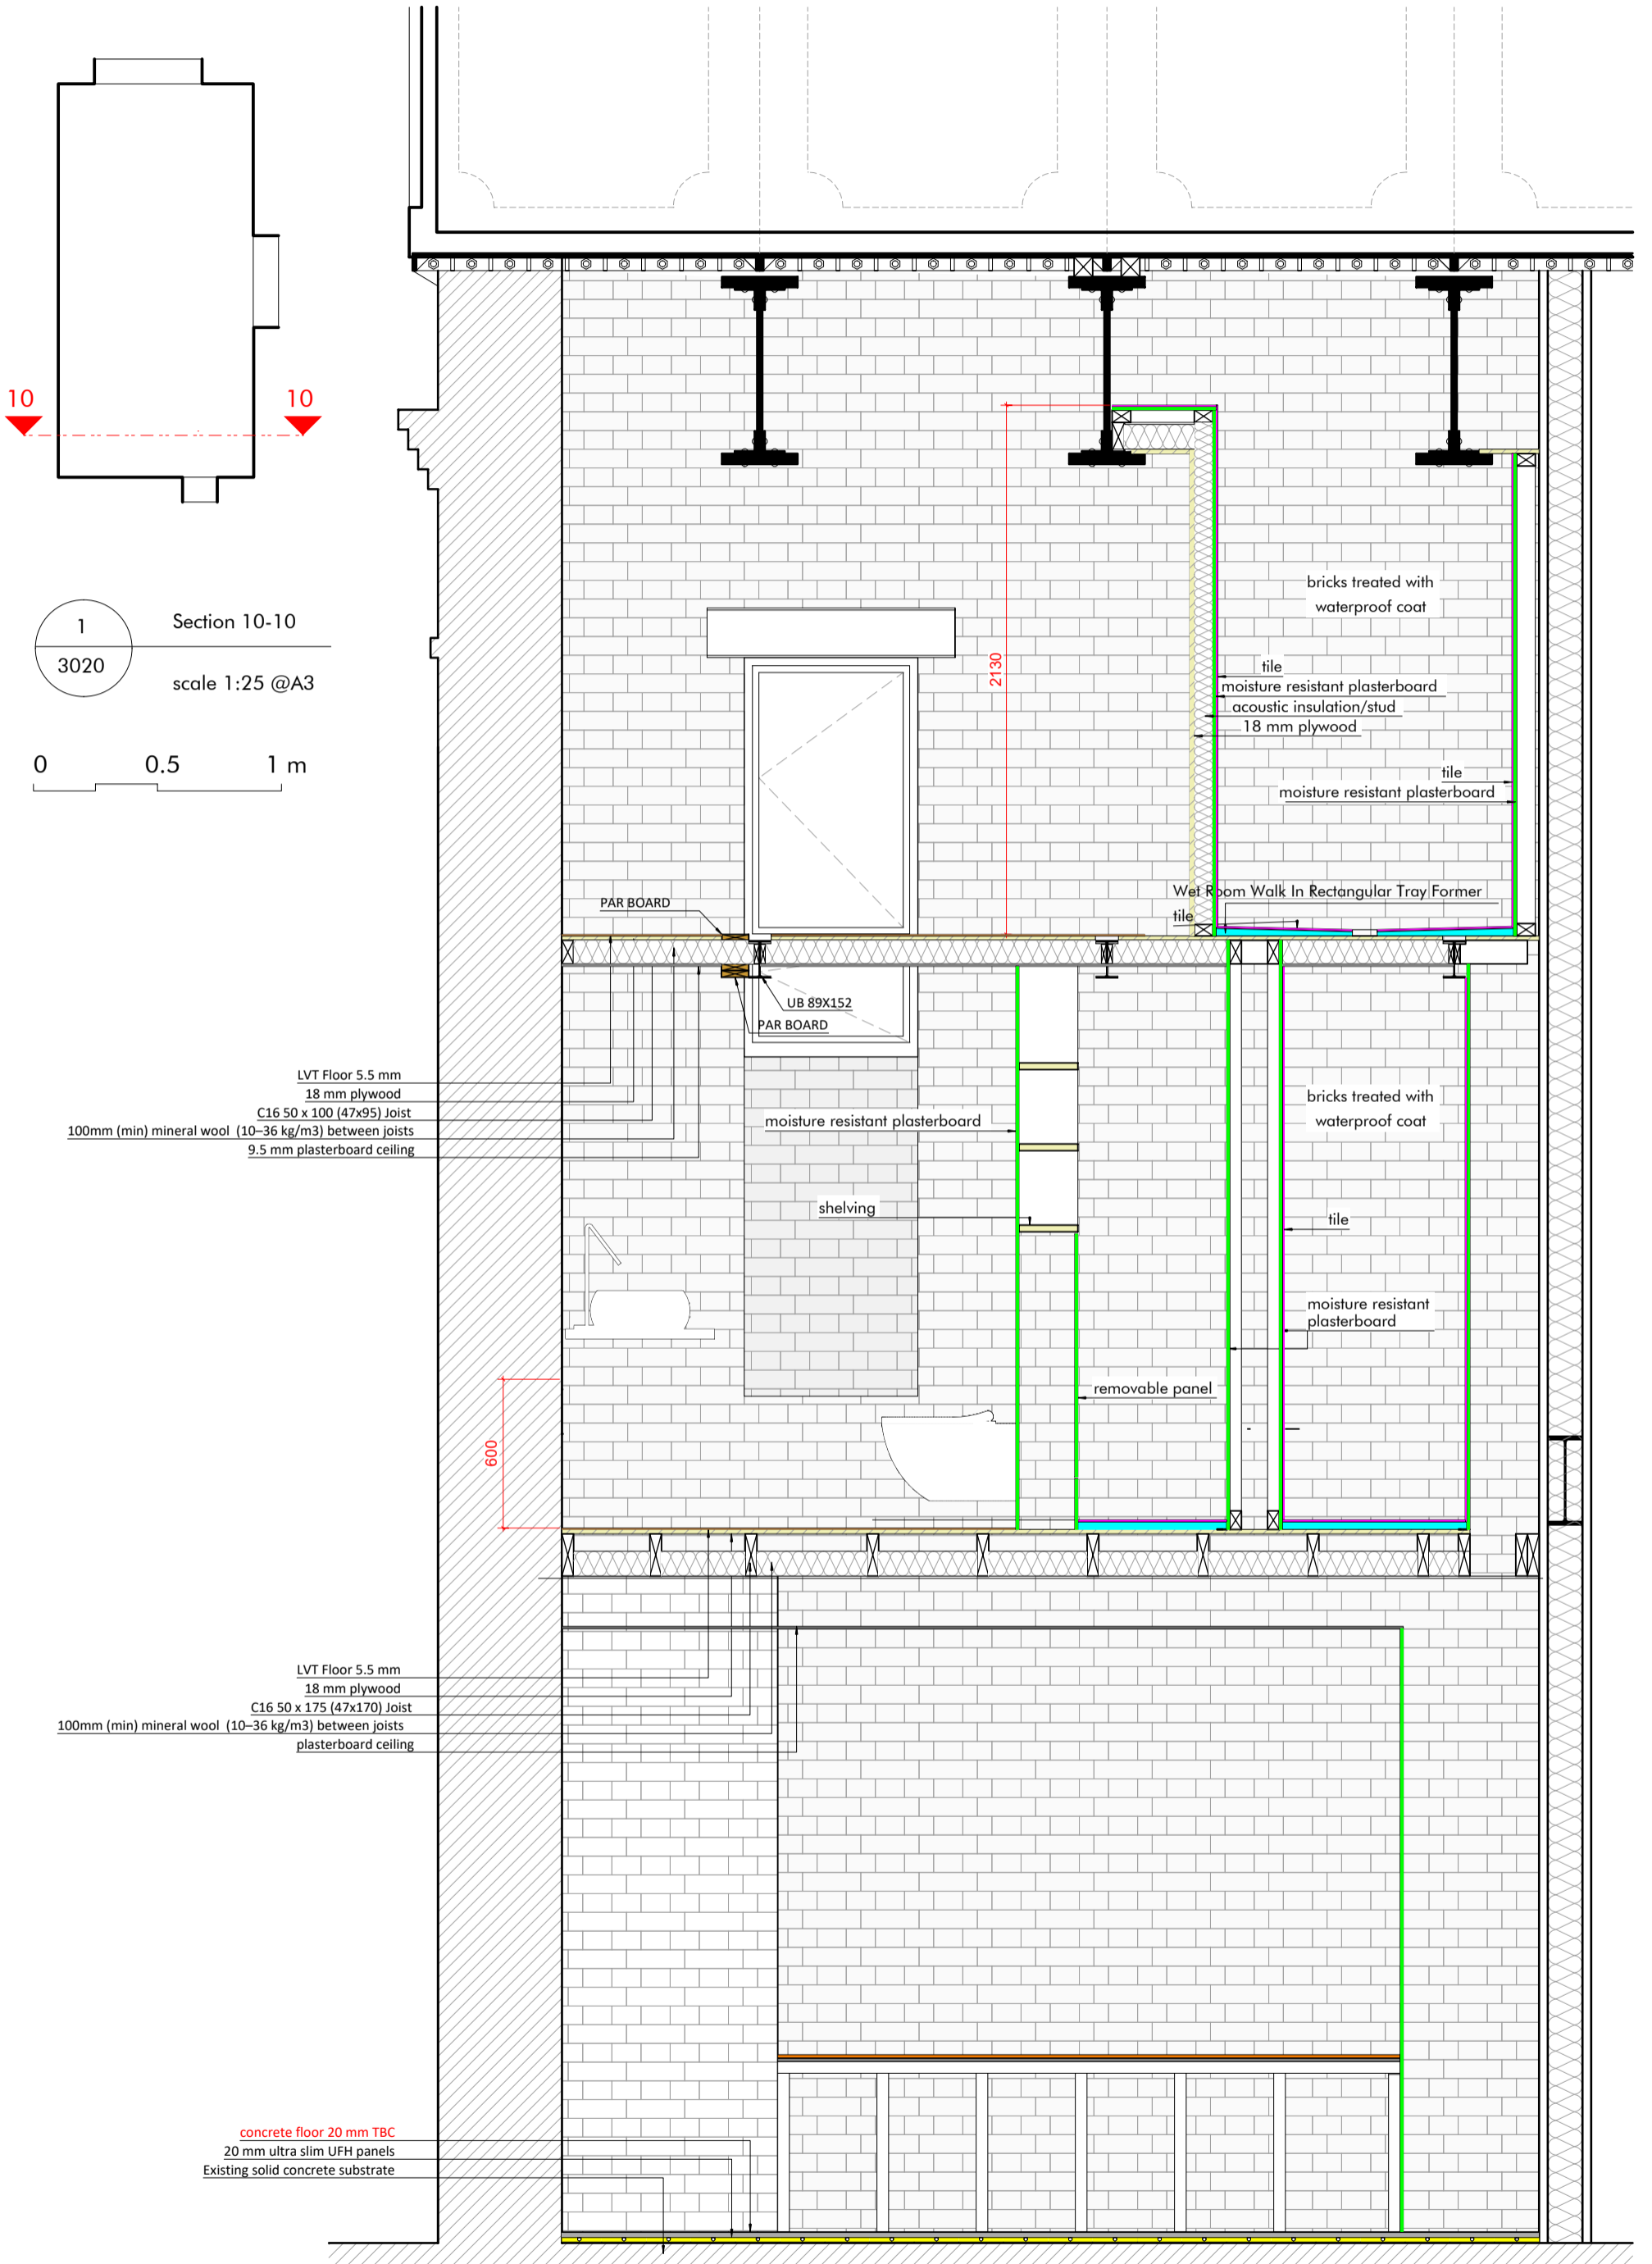 10
10
1
3020
Section 10-10
scale 1:25 @A3
0 0.5 1 m
2130
bricks treated with
waterproof coat
tile
moisture resistant plasterboard
acoustic insulation/stud
18 mm plywood
tile
moisture resistant plasterboard
Wet Room Walk In Rectangular Tray Former
tile
PAR BOARD
UB 89X152
PAR BOARD
LVT Floor 5.5 mm
18 mm plywood
C16 50 x 100 (47x95) Joist
100mm (min) mineral wool (10–36 kg/m3) between joists
9.5 mm plasterboard ceiling
moisture resistant plasterboard
bricks treated with
waterproof coat
shelving
tile
moisture resistant
plasterboard
removable panel
600
LVT Floor 5.5 mm
18 mm plywood
C16 50 x 175 (47x170) Joist
100mm (min) mineral wool (10–36 kg/m3) between joists
plasterboard ceiling
concrete floor 20 mm TBC
20 mm ultra slim UFH panels
Existing solid concrete substrate